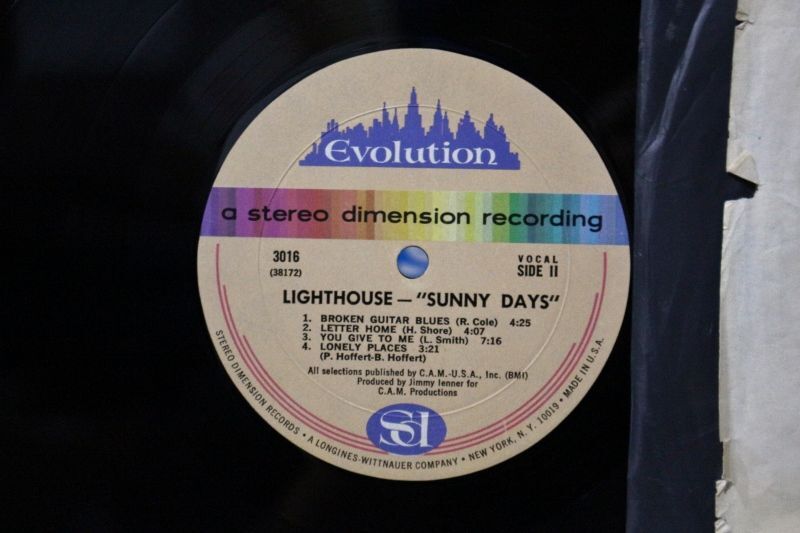 Evolution
a stereo dimension recording
3016
(38172)
VOCAL
SIDE II
LIGHTHOUSE — "SUNNY DAYS"
1. BROKEN GUITAR BLUES (R. Cole) 4:25
2. LETTER HOME (H. Shore) 4:07
3. YOU GIVE TO ME (L. Smith) 7:16
4. LONELY PLACES 3:21
(P. Hoffert-B. Hoffert)
All selections published by C.A.M.-U.S.A., Inc. (BMI)
Produced by Jimmy Ienner for
C.A.M. Productions
Sd
STEREO DIMENSION RECORDS • A LONGINES-WITTNAUER COMPANY • NEW YORK, N. Y. 10019 • MADE IN U.S.A.